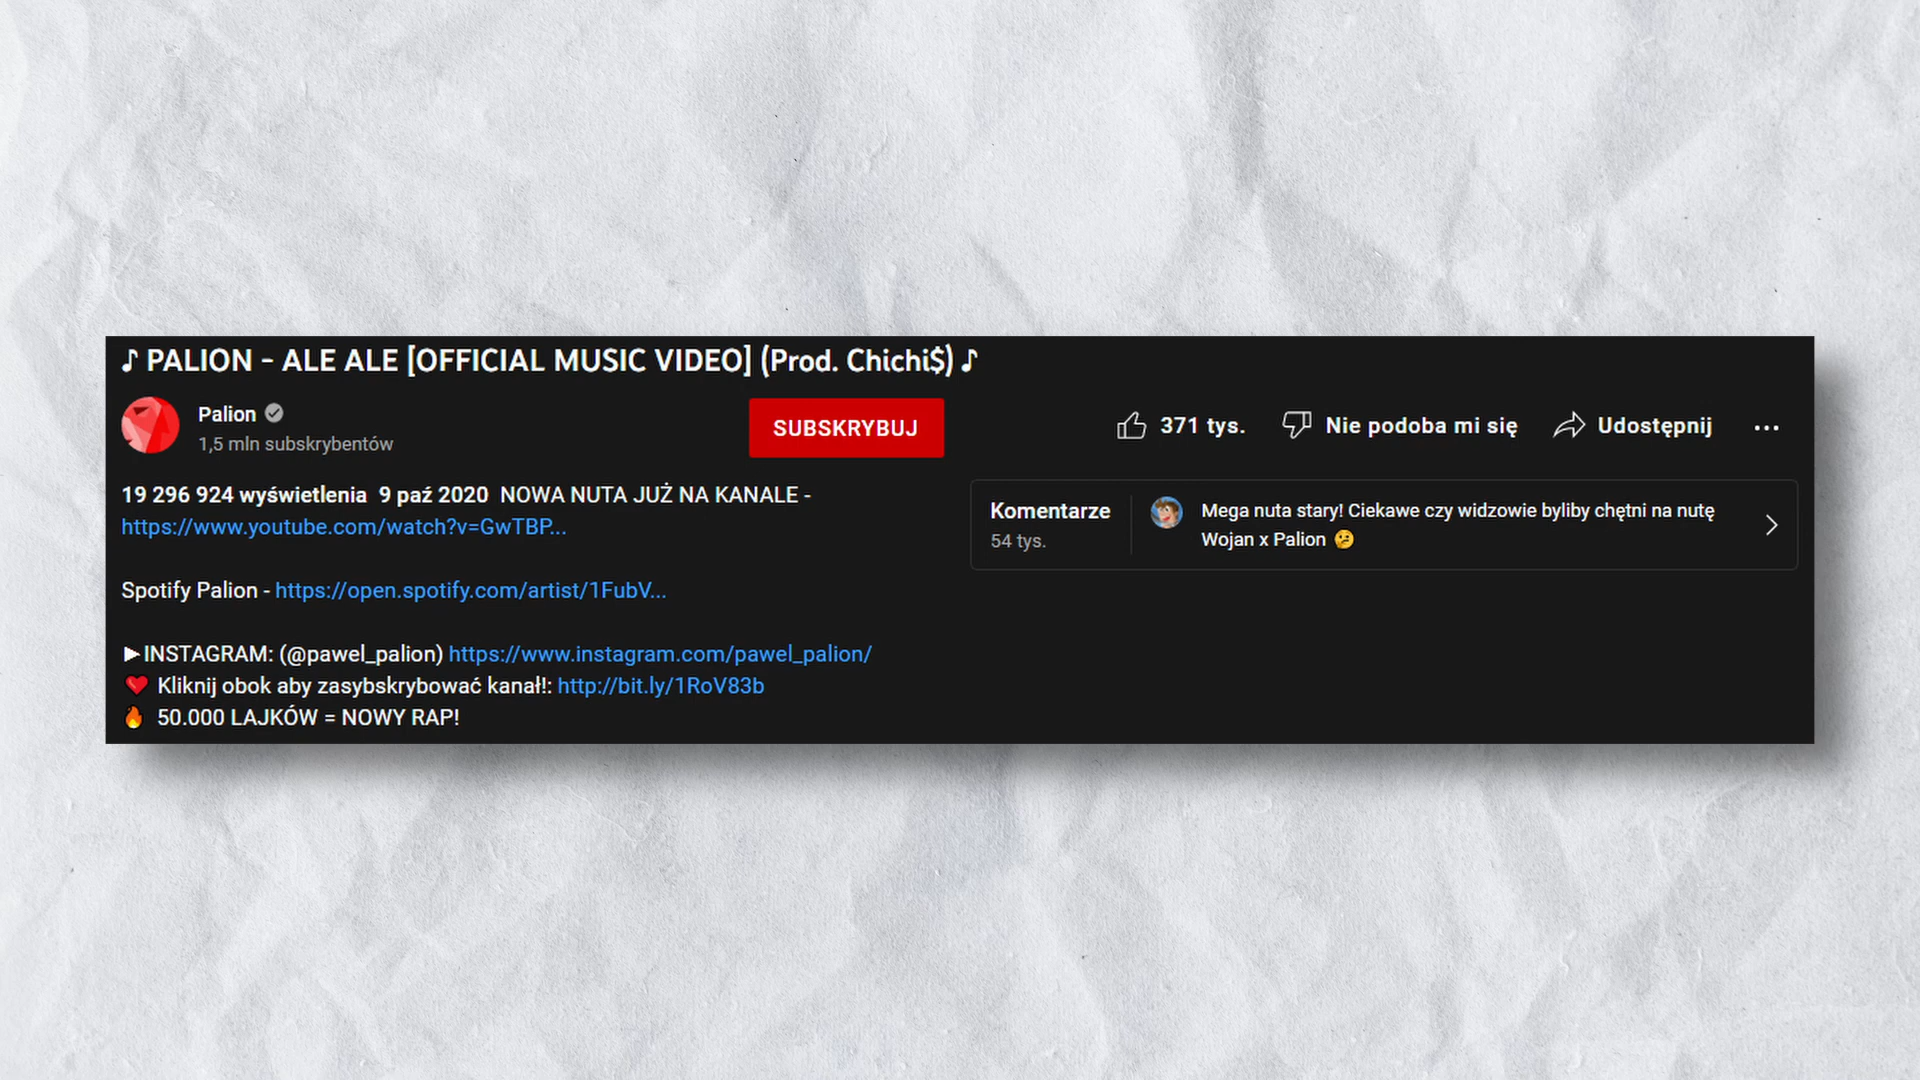 ♪ PALION - ALE ALE [OFFICIAL MUSIC VIDEO] (Prod. Chichi$) ♪
Palion
1,5 mln subskrybentów
SUBSKRYBUJ
371 tys.
Nie podoba mi się
Udostępnij
19 296 924 wyświetlenia 9 paź 2020 NOWA NUTA JUŻ NA KANALE -
https://www.youtube.com/watch?v=GwTBP...
Spotify Palion - https://open.spotify.com/artist/1FubV...
►INSTAGRAM: (@pawel_palion) https://www.instagram.com/pawel_palion/
❤️ Kliknij obok aby zasybskrybować kanał!: http://bit.ly/1RoV83b
🔥 50.000 LAJKÓW = NOWY RAP!
Komentarze
54 tys.
Mega nuta stary! Ciekawe czy widzowie byliby chętni na nutę
Wojan x Palion 🤔